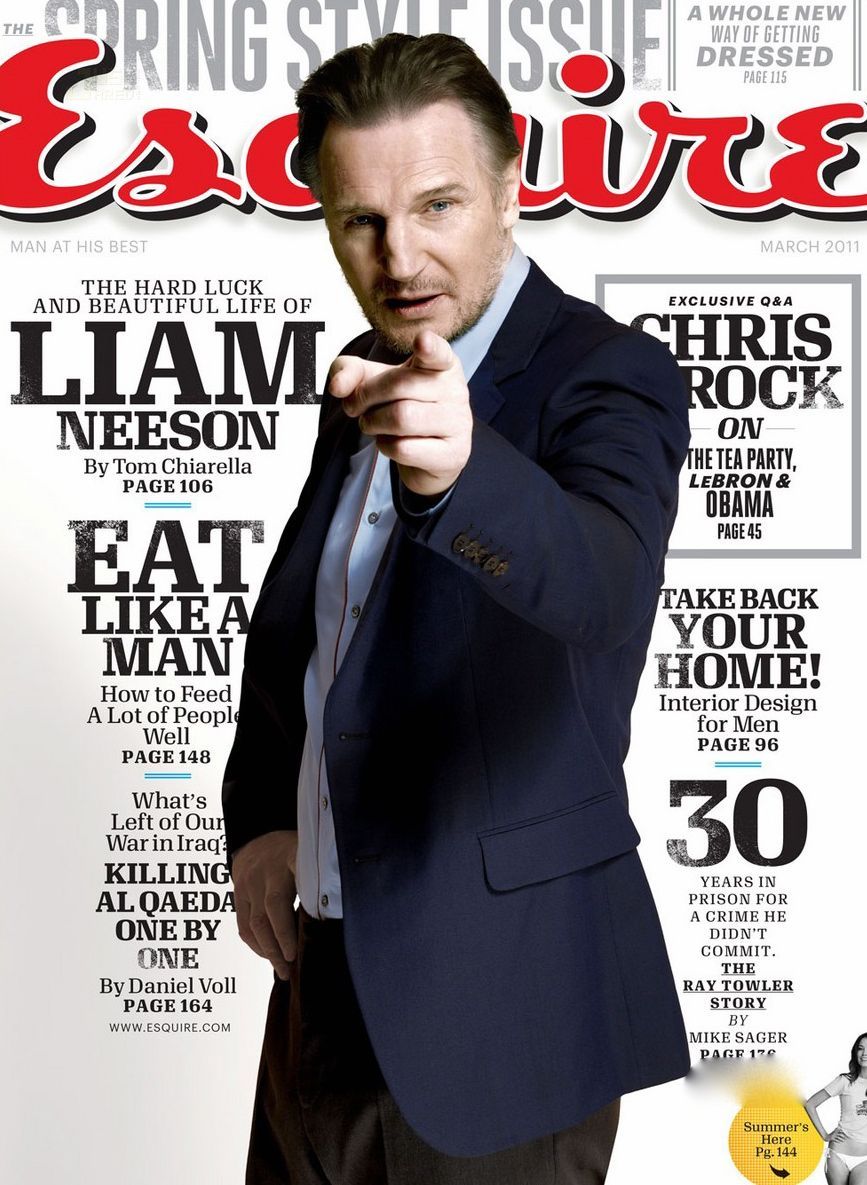 THE SPRING STYLE ISSUE
A WHOLE NEW
WAY OF GETTING
DRESSED
PAGE 115
Esquire
MAN AT HIS BEST
MARCH 2011
THE HARD LUCK
AND BEAUTIFUL LIFE OF
LIAM
NEESON
By Tom Chiarella
PAGE 106
EAT
LIKE A
MAN
How to Feed
A Lot of People
Well
PAGE 148
What's
Left of Our
War in Iraq?
KILLING
AL QAEDA
ONE BY
ONE
By Daniel Voll
PAGE 164
WWW.ESQUIRE.COM
EXCLUSIVE Q&A
CHRIS
ROCK
ON
THE TEA PARTY,
LEBRON &
OBAMA
PAGE 45
TAKE BACK
YOUR
HOME!
Interior Design
for Men
PAGE 96
30
YEARS IN
PRISON FOR
A CRIME HE
DIDN'T
COMMIT.
THE
RAY TOWLER
STORY
BY
MIKE SAGER
PAGE
Summer's
Here
Pg. 144